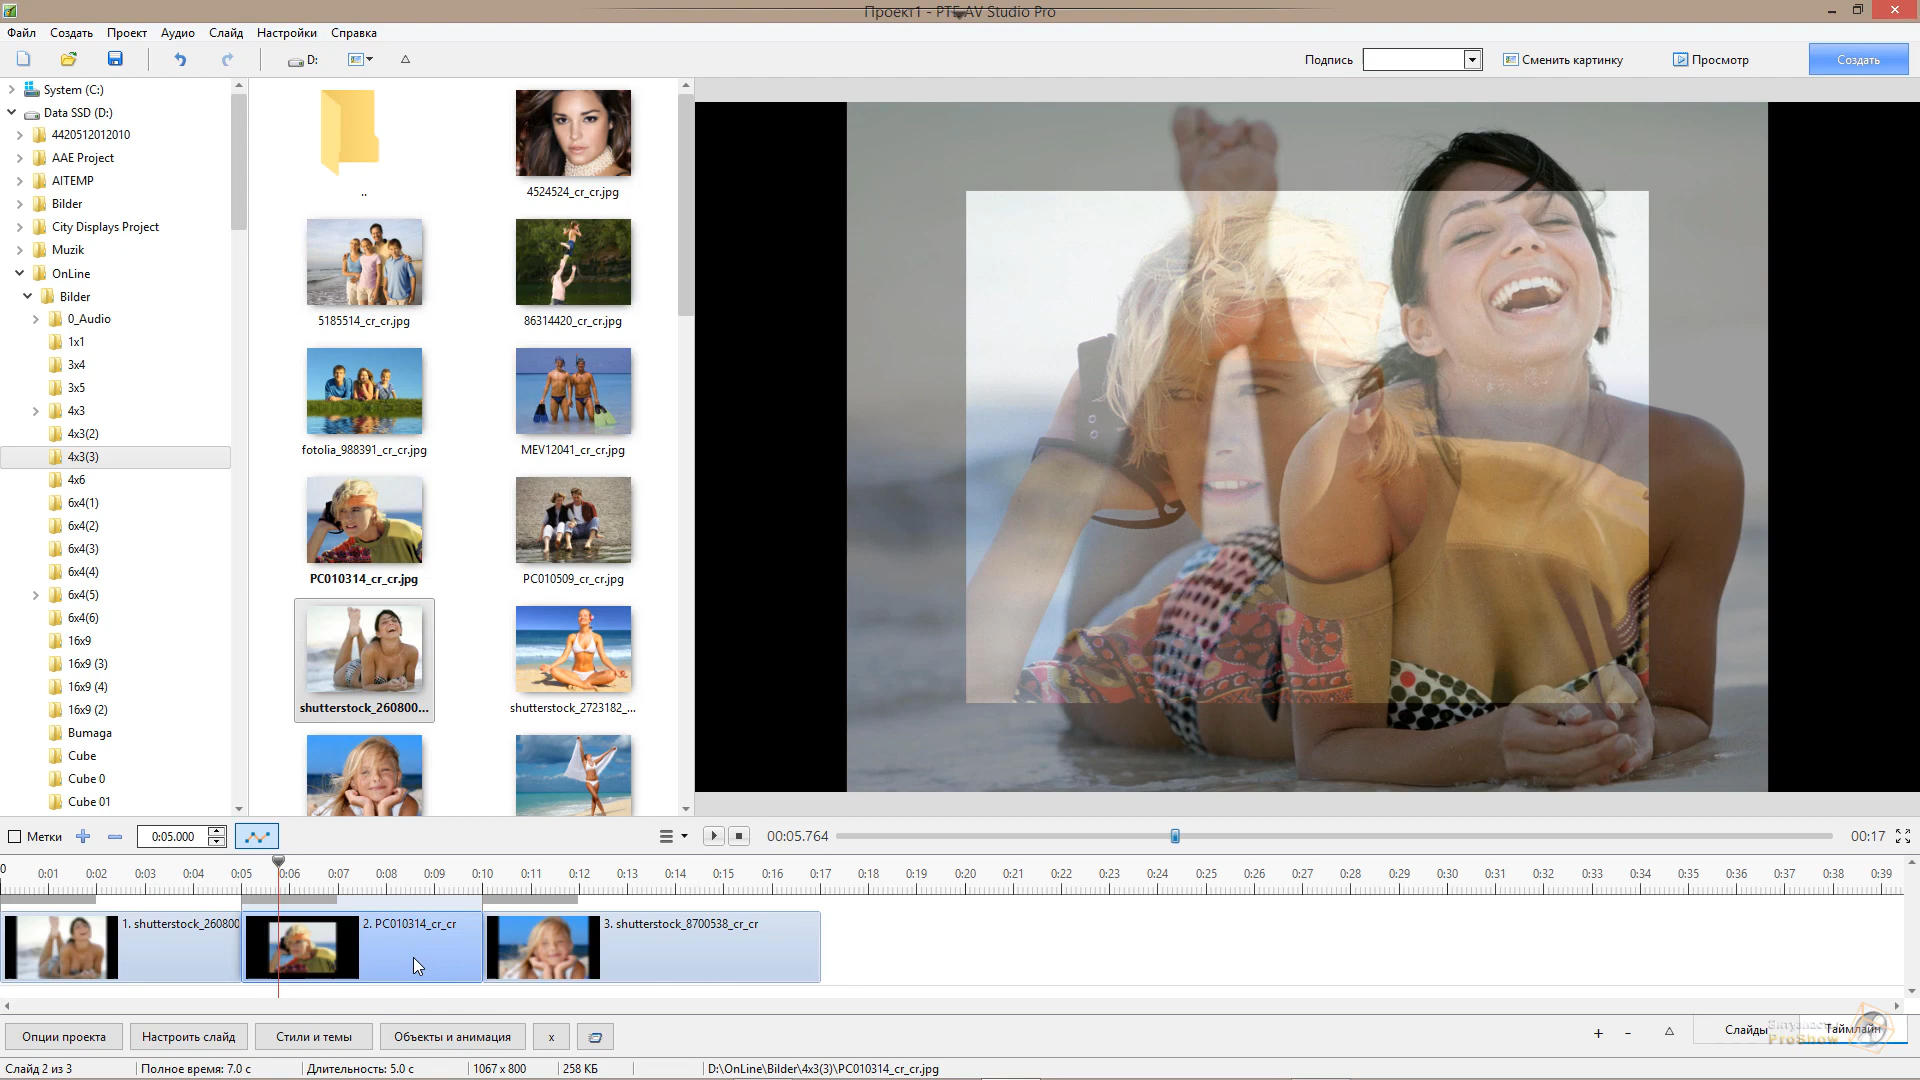 Проект1 - PTE AV Studio Pro
Файл Создать Проект Аудио Слайд Настройки Справка
D:
Подпись
Сменить картинку
Просмотр
Создать
System (C:)
Data SSD (D:)
4420512012010
AAE Project
AITEMP
Bilder
City Displays Project
Muzik
OnLine
Bilder
0_Audio
1x1
3x4
3x5
4x3
4x3(2)
4x3(3)
4x6
6x4(1)
6x4(2)
6x4(3)
6x4(4)
6x4(5)
6x4(6)
16x9
16x9 (3)
16x9 (4)
16x9 (2)
Bumaga
Cube
Cube 0
Cube 01
..
4524524_cr_cr.jpg
5185514_cr_cr.jpg
86314420_cr_cr.jpg
fotolia_988391_cr_cr.jpg
MEV12041_cr_cr.jpg
PC010314_cr_cr.jpg
PC010509_cr_cr.jpg
shutterstock_260800...
shutterstock_2723182_...
Метки
0:05.000
00:05.764
00:17
0 0:01 0:02 0:03 0:04 0:05 0:06 0:07 0:08 0:09 0:10 0:11 0:12 0:13 0:14 0:15 0:16 0:17 0:18 0:19 0:20 0:21 0:22 0:23 0:24 0:25 0:26 0:27 0:28 0:29 0:30 0:31 0:32 0:33 0:34 0:35 0:36 0:37 0:38 0:39
1. shutterstock_260800
2. PC010314_cr_cr
3. shutterstock_8700538_cr_cr
Опции проекта
Настроить слайд
Стили и темы
Объекты и анимация
x
+ -
Слайды
Таймлайн
ProShow
Слайд 2 из 3
Полное время: 7.0 с
Длительность: 5.0 с
1067 x 800
258 КБ
D:\OnLine\Bilder\4x3(3)\PC010314_cr_cr.jpg